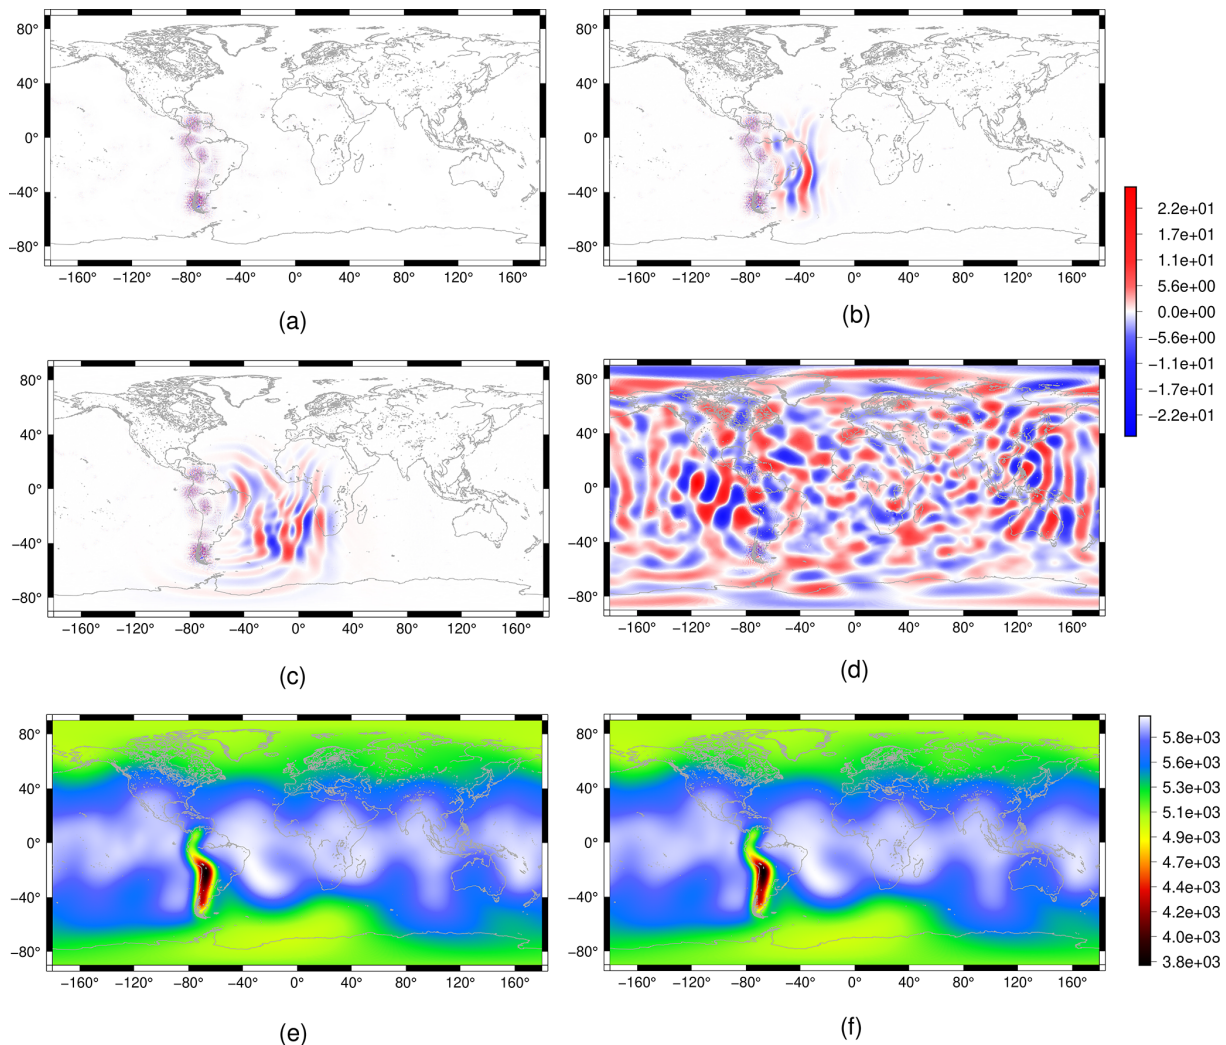 80° 80°
40° 40°
0° 0°
−40° −40°
−80° −80°
−160° −120° −80° −40° 0° 40° 80° 120° 160° −160° −120° −80° −40° 0° 40° 80° 120° 160°
(a) (b)
2.2e+01
1.7e+01
1.1e+01
5.6e+00
0.0e+00
−5.6e+00
−1.1e+01
−1.7e+01
−2.2e+01
80° 80°
40° 40°
0° 0°
−40° −40°
−80° −80°
−160° −120° −80° −40° 0° 40° 80° 120° 160° −160° −120° −80° −40° 0° 40° 80° 120° 160°
(c) (d)
80° 80°
40° 40°
0° 0°
−40° −40°
−80° −80°
−160° −120° −80° −40° 0° 40° 80° 120° 160° −160° −120° −80° −40° 0° 40° 80° 120° 160°
(e) (f)
5.8e+03
5.6e+03
5.3e+03
5.1e+03
4.9e+03
4.7e+03
4.4e+03
4.2e+03
4.0e+03
3.8e+03